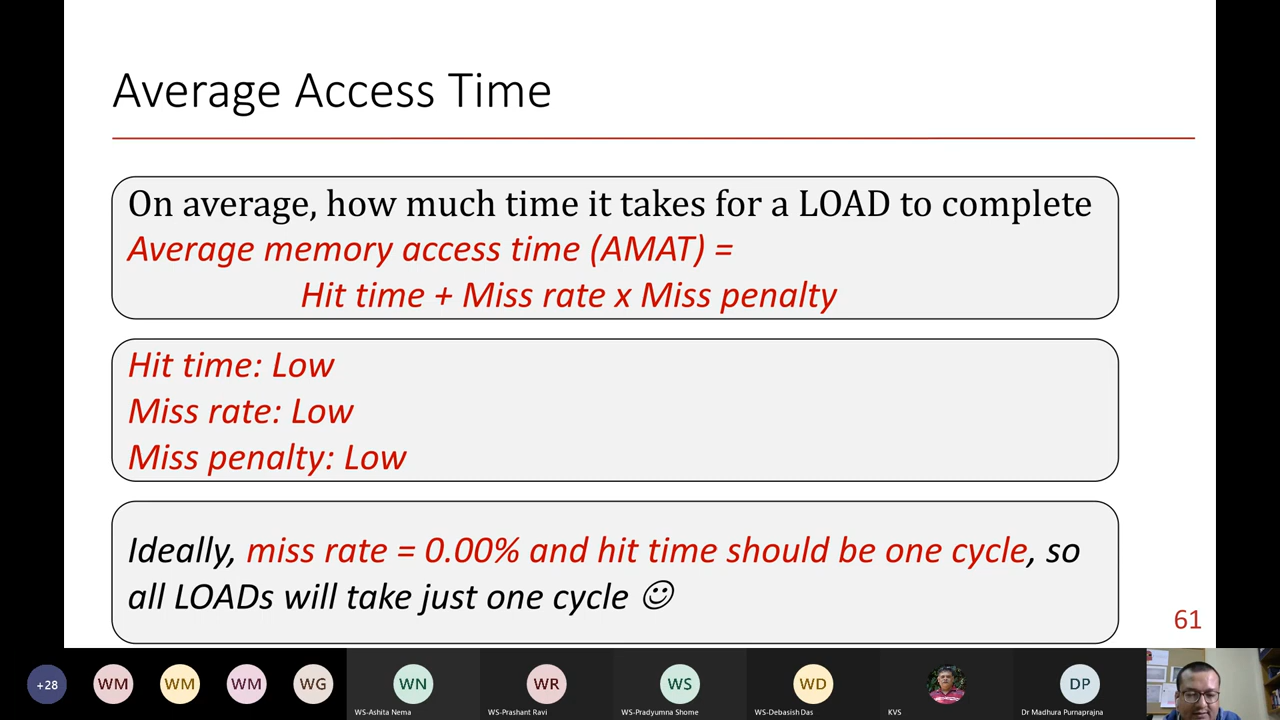 Average Access Time
On average, how much time it takes for a LOAD to complete
Average memory access time (AMAT) =
Hit time + Miss rate x Miss penalty
Hit time: Low
Miss rate: Low
Miss penalty: Low
Ideally, miss rate = 0.00% and hit time should be one cycle, so
all LOADs will take just one cycle ☺
61
+28
WM
WM
WM
WG
WN
WR
WS
WD
DP
WS-Ashita Nema
WS-Prashant Ravi
WS-Pradyumna Shome
WS-Debasish Das
KVS
Dr Madhura Purnaprajna